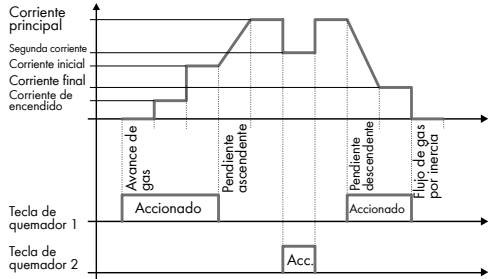 Corriente
principal
Segunda corriente
Corriente inicial
Corriente final
Corriente de
encendido
Avance de
gas
Pendiente
ascendente
Pendiente
descendente
Flujo de gas
por inercia
Tecla de
quemador 1
Accionado
Accionado
Tecla de
quemador 2
Acc.